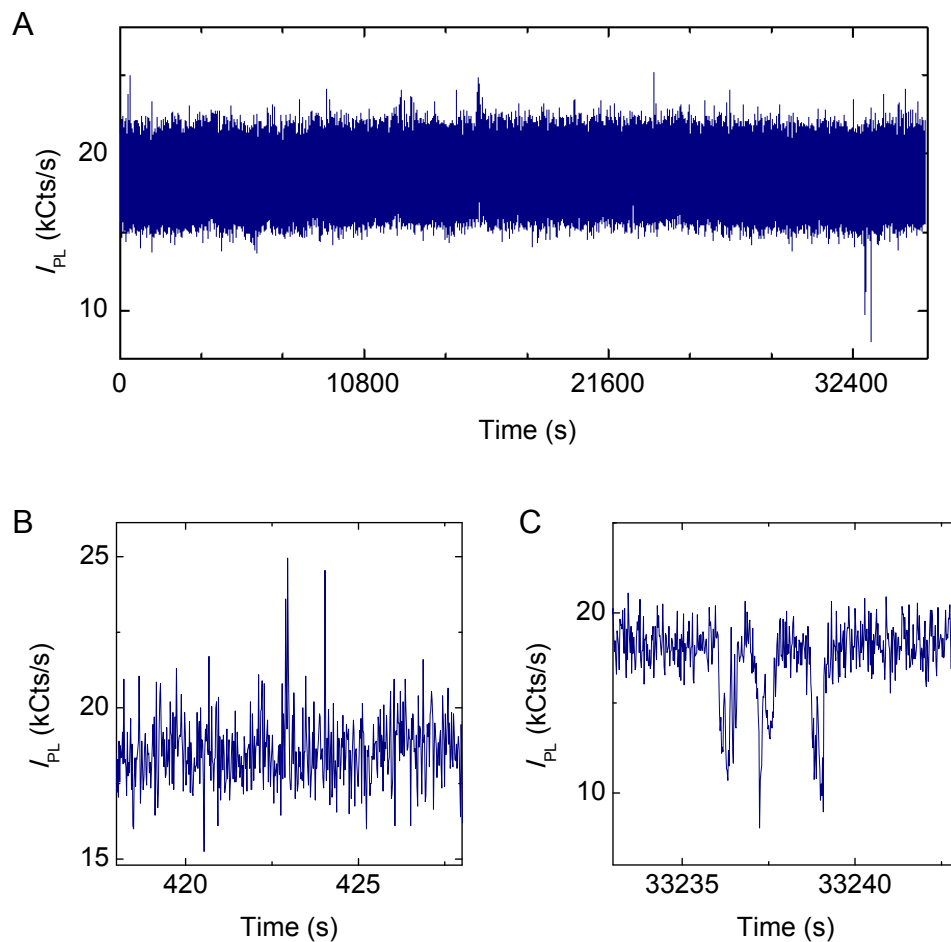 A
20
10
I_PL (kCts/s)
0 10800 21600 32400
Time (s)
B
25
20
15
I_PL (kCts/s)
420 425
Time (s)
C
20
10
I_PL (kCts/s)
33235 33240
Time (s)